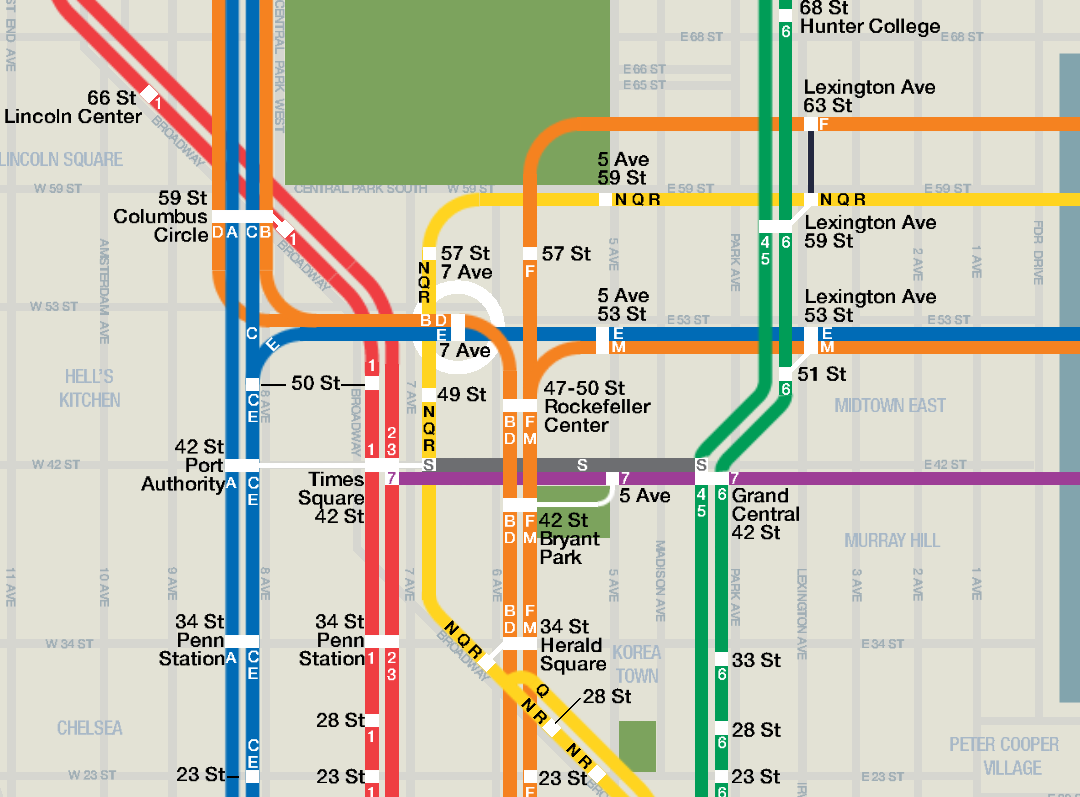 68 St
Hunter College
ST END AVE
CENTRAL PARK WEST
E 68 ST
E 68 ST
E 66 ST
E 65 ST
6
66 St
Lincoln Center
1
BROADWAY
Lexington Ave
63 St
F
LINCOLN SQUARE
W 59 ST
CENTRAL PARK SOUTH
W 59 ST
5 Ave
59 St
N Q R
E 59 ST
N Q R
E 59 ST
59 St
Columbus
Circle
D
A
C
B
1
BROADWAY
AMSTERDAM AVE
Lexington Ave
59 St
4
5
6
PARK AVE
5 AVE
2 AVE
1 AVE
FDR DRIVE
57 St
7 Ave
N
Q
R
57 St
F
W 53 ST
5 Ave
53 St
E
M
E 53 ST
Lexington Ave
53 St
E
M
E 53 ST
C
E
B
D
E
7 Ave
HELL'S
KITCHEN
50 St
1
C
E
8 AVE
BROADWAY
7 AVE
49 St
N
Q
R
47-50 St
Rockefeller
Center
B
D
F
M
51 St
6
MIDTOWN EAST
W 42 ST
42 St
Port
Authority
A
C
E
1
2
3
Times
Square
42 St
7
S
S
S
7
5 Ave
7
E 42 ST
4
5
6
Grand
Central
42 St
42 St
Bryant
Park
B
D
F
M
MURRAY HILL
11 AVE
10 AVE
9 AVE
8 AVE
7 AVE
6 AVE
5 AVE
MADISON AVE
PARK AVE
LEXINGTON AVE
3 AVE
2 AVE
1 AVE
34 St
Penn
Station
A
C
E
W 34 ST
34 St
Penn
Station
1
2
3
N Q R
BROADWAY
B
D
F
M
34 St
Herald
Square
KOREA
TOWN
33 St
6
E 34 ST
CHELSEA
28 St
1
Q
N R
28 St
28 St
6
PETER COOPER
VILLAGE
C
E
W 23 ST
23 St
23 St
1
N R
BRO
23 St
F
23 St
6
E 23 ST